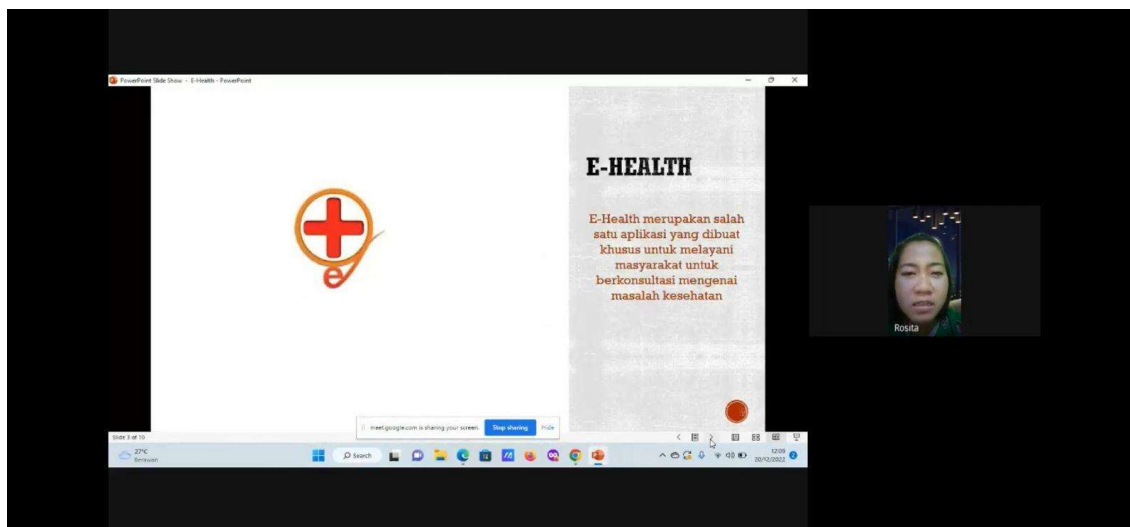 PowerPoint Slide Show - E-Health - PowerPoint
e
E-HEALTH
E-Health merupakan salah
satu aplikasi yang dibuat
khusus untuk melayani
masyarakat untuk
berkonsultasi mengenai
masalah kesehatan
Rosita
meet.google.com is sharing your screen. Stop sharing Hide
Slide 3 of 10
27°C
Berawan
Search
12:09
20/12/2022
2